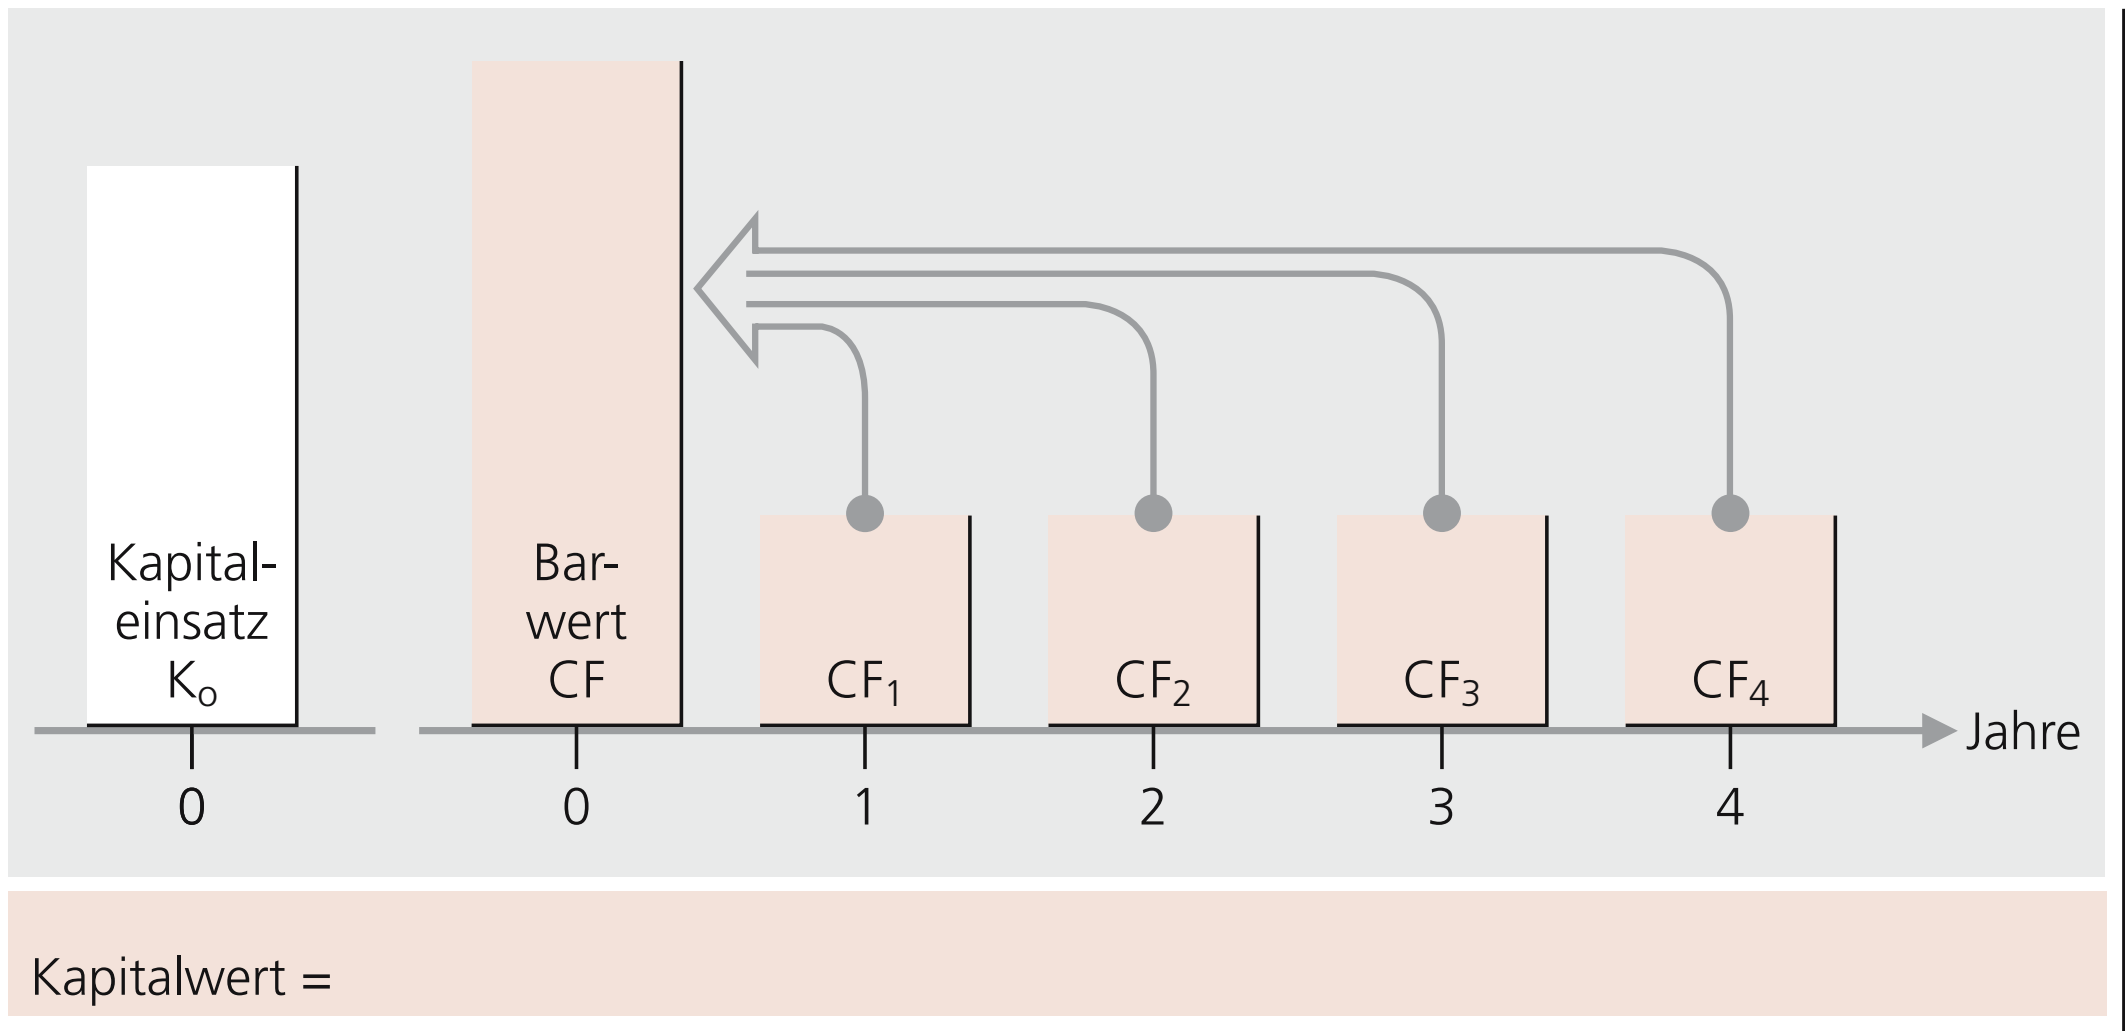 Kapital-
einsatz
K₀
Bar-
wert
CF
CF₁
CF₂
CF₃
CF₄
Jahre
0
0
1
2
3
4
Kapitalwert =